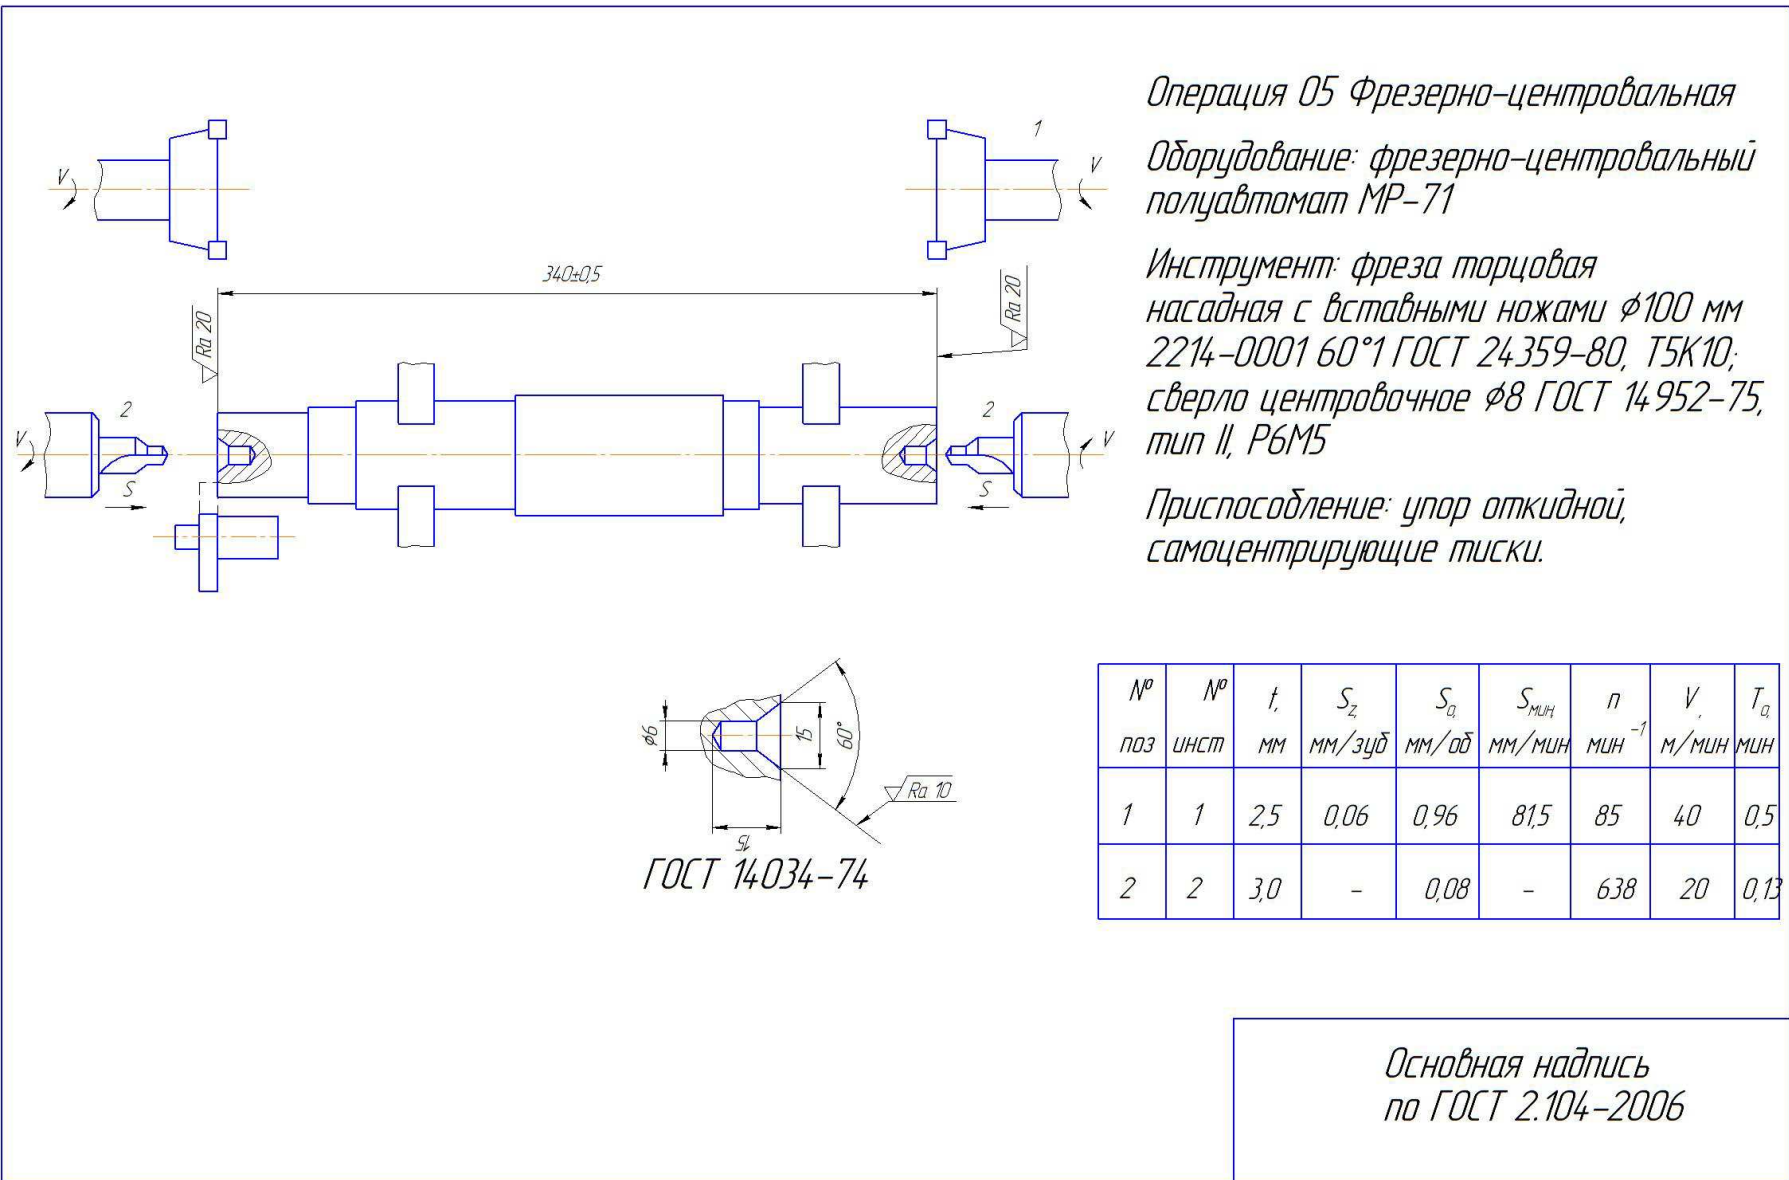 Операция 05 Фрезерно-центровальная
Оборудование: фрезерно-центровальный
полуавтомат МР-71
Инструмент: фреза торцовая
насадная с вставными ножами ϕ100 мм
2214-0001 60°1 ГОСТ 24359-80, Т5К10;
сверло центровочное ϕ8 ГОСТ 14952-75,
тип II, Р6М5
Приспособление: упор откидной,
самоцентрирующие тиски.
1
V
V
340±0,5
Ra 20
Ra 20
2
2
V
V
S
S
ϕ6
15
60°
Ra 10
15
ГОСТ 14034-74
№ поз № инст t, мм Sz, мм/зуб So, мм/об Sмин, мм/мин n мин⁻¹ V, м/мин To, мин
1 1 2,5 0,06 0,96 81,5 85 40 0,5
2 2 3,0 - 0,08 - 638 20 0,13
Основная надпись
по ГОСТ 2.104-2006